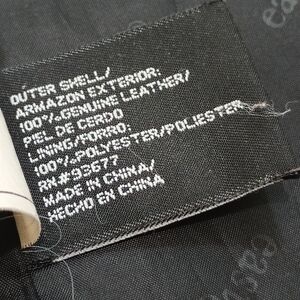 OUTER SHELL/
ARMAZON EXTERIOR:
100% GENUINE LEATHER/
PIEL DE CERDO
LINING/FORRO:
100% POLYESTER/POLIESTER
RN#93677
MADE IN CHINA/
HECHO EN CHINA